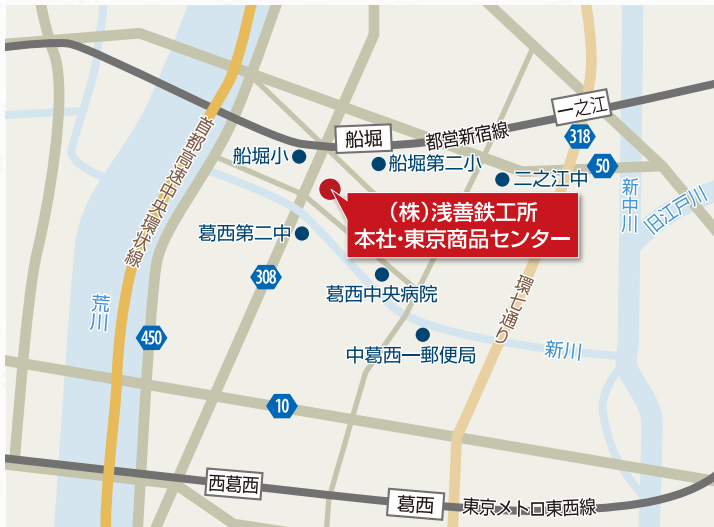 一之江
船堀
都営新宿線
318
首都高速中央環状線
船堀小
船堀第二小
50
二之江中
新中川
旧江戸川
(株)浅善鉄工所
本社・東京商品センター
葛西第二中
308
葛西中央病院
環七通り
荒川
450
中葛西一郵便局
新川
10
西葛西
葛西
東京メトロ東西線